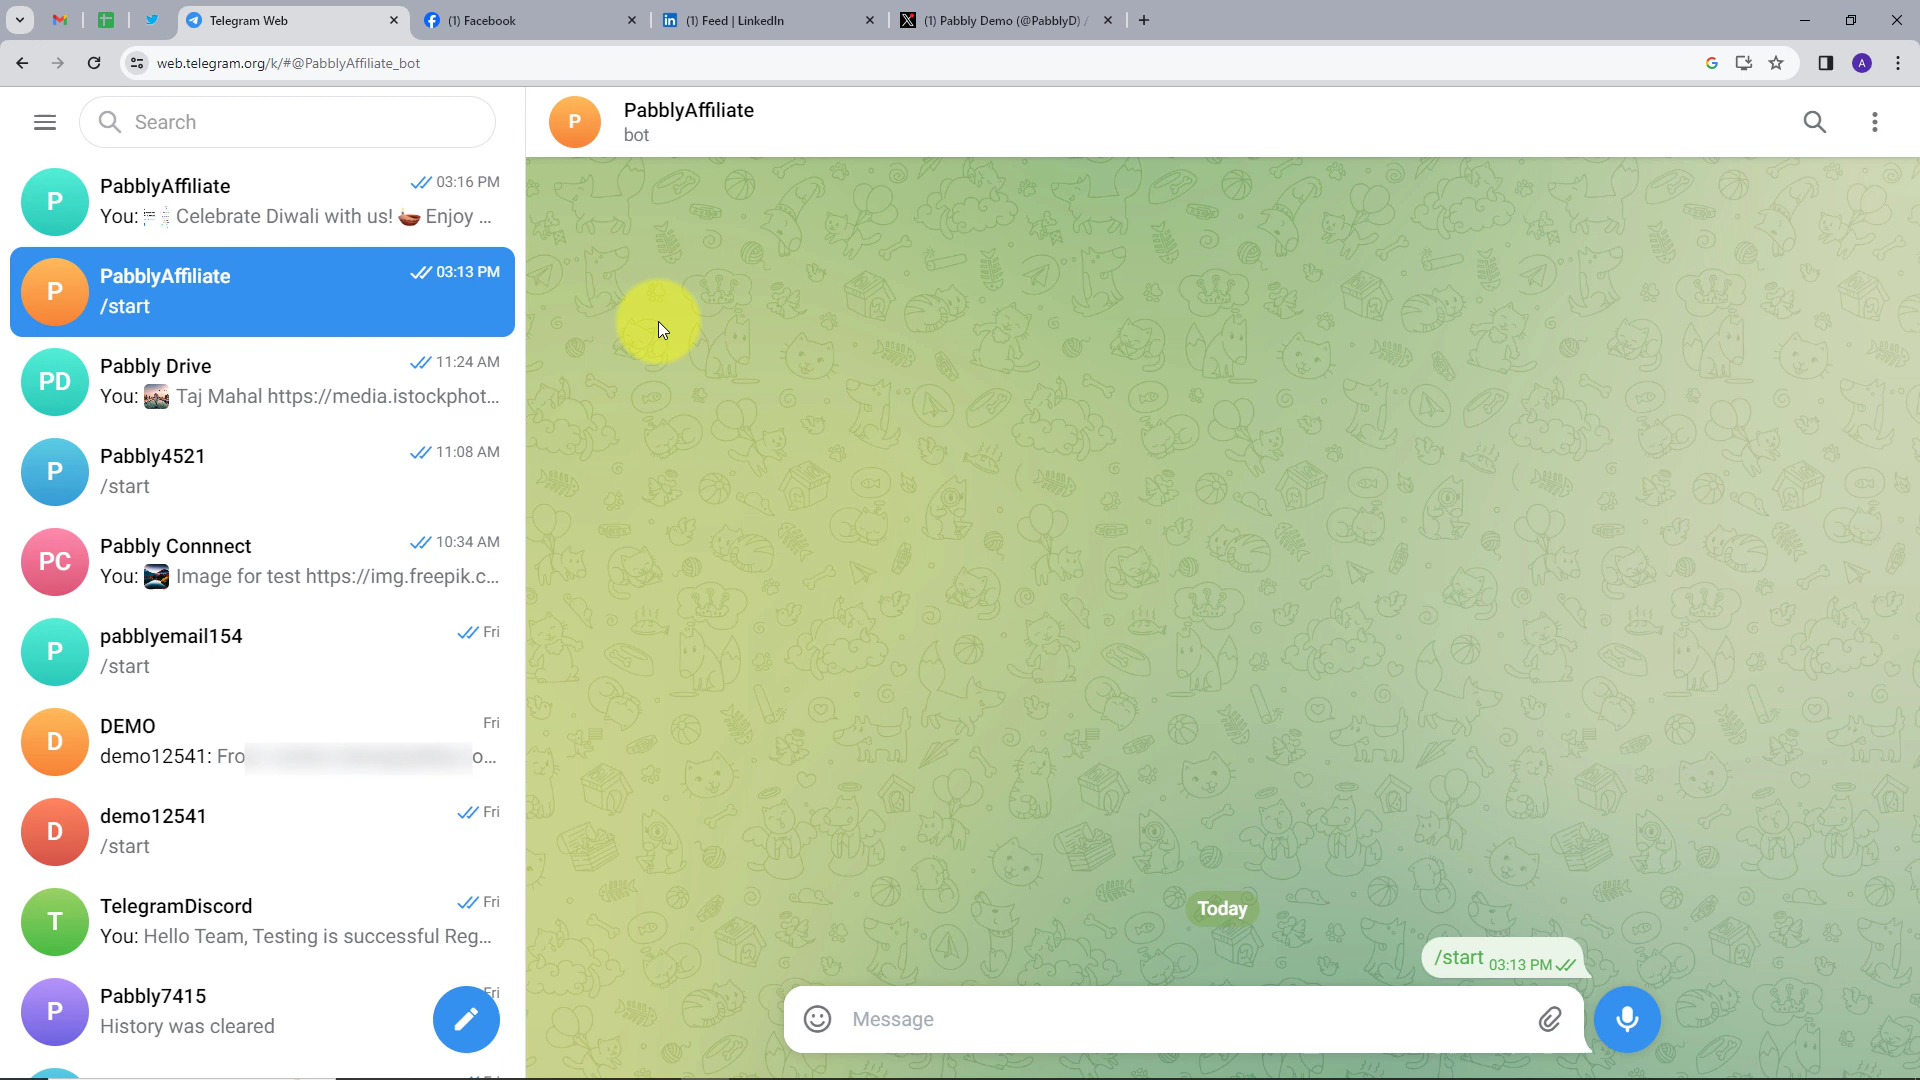 Telegram Web
(1) Facebook
(1) Feed | LinkedIn
(1) Pabbly Demo (@PabblyD) /
web.telegram.org/k/#@PabblyAffiliate_bot
A
Search
P
PabblyAffiliate
03:16 PM
You: Celebrate Diwali with us! Enjoy ...
P
PabblyAffiliate
03:13 PM
/start
PD
Pabbly Drive
11:24 AM
You: Taj Mahal https://media.istockphot...
P
Pabbly4521
11:08 AM
/start
PC
Pabbly Connnect
10:34 AM
You: Image for test https://img.freepik.c...
P
pabblyemail154
Fri
/start
D
DEMO
Fri
demo12541: Fro
o...
D
demo12541
Fri
/start
T
TelegramDiscord
Fri
You: Hello Team, Testing is successful Reg...
P
Pabbly7415
Fri
History was cleared
P
PabblyAffiliate
bot
Today
/start 03:13 PM
Message